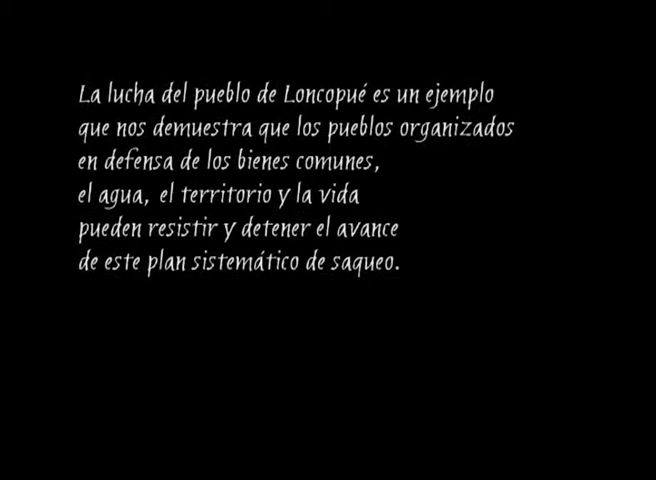 La lucha del pueblo de Loncopué es un ejemplo
que nos demuestra que los pueblos organizados
en defensa de los bienes comunes,
el agua, el territorio y la vida
pueden resistir y detener el avance
de este plan sistemático de saqueo.